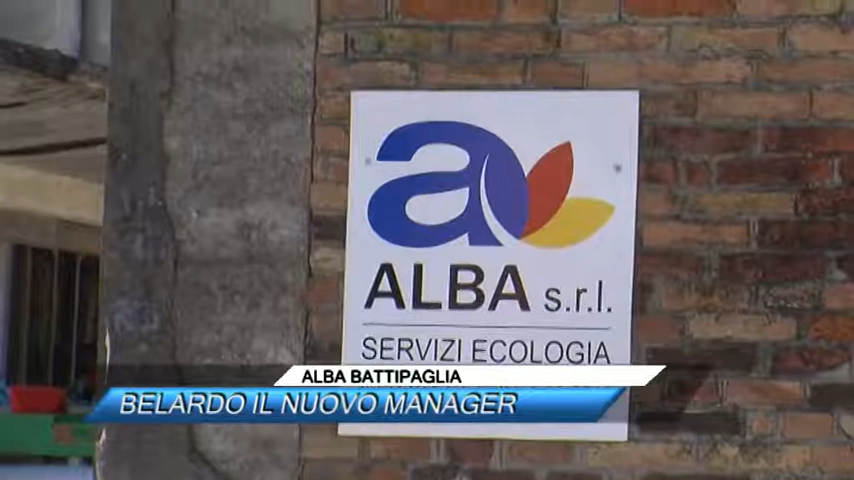 a
ALBA s.r.l.
SERVIZI ECOLOGIA
ALBA BATTIPAGLIA
BELARDO IL NUOVO MANAGER